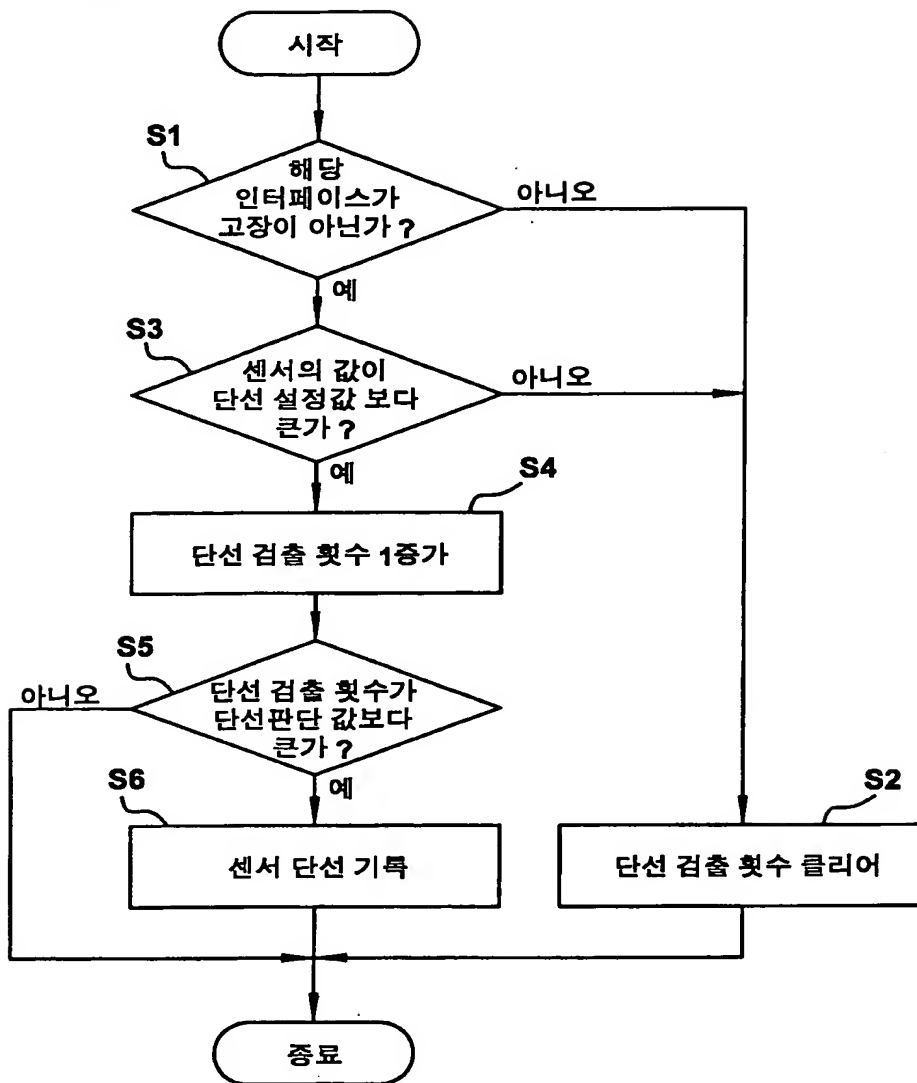 시작
S1
해당
인터페이스가
고장이 아닌가 ?
아니오
예
S3
센서의 값이
단선 설정값 보다
큰가 ?
아니오
예
S4
단선 검출 횟수 1증가
S5
단선 검출 횟수가
단선판단 값보다
큰가 ?
아니오
예
S6
센서 단선 기록
S2
단선 검출 횟수 클리어
종료